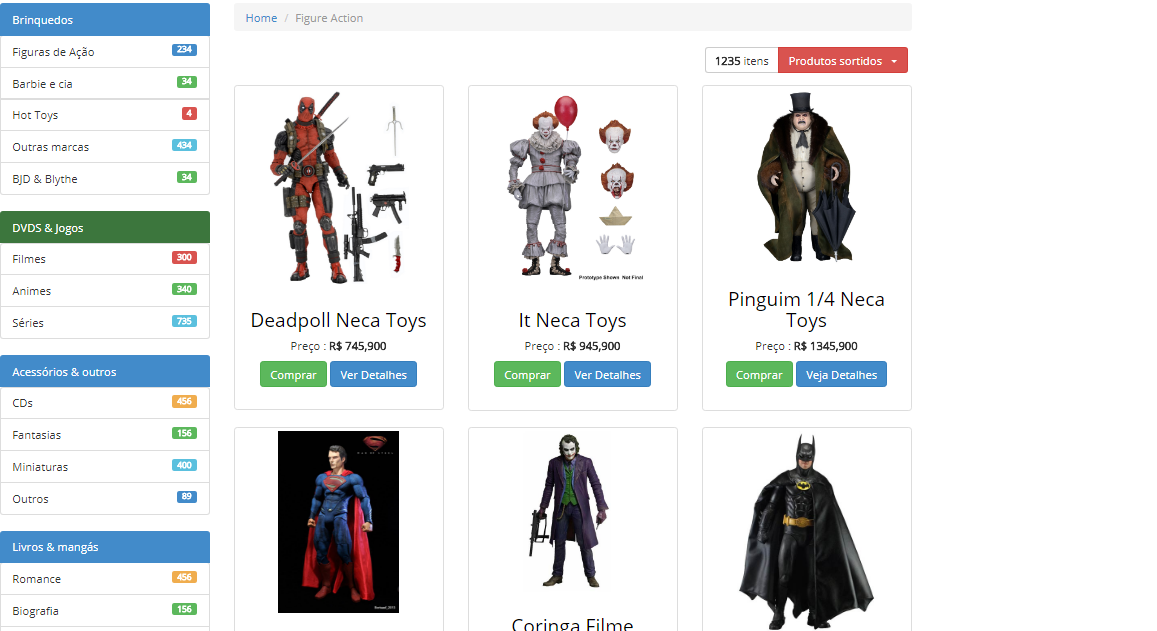 Brinquedos
Figuras de Ação 234
Barbie e cia 34
Hot Toys 4
Outras marcas 434
BJD & Blythe 34
DVDS & Jogos
Filmes 300
Animes 340
Séries 735
Acessórios & outros
CDs 456
Fantasias 156
Miniaturas 400
Outros 89
Livros & mangás
Romance 456
Biografia 156
Home / Figure Action
1235 itens Produtos sortidos
Prototype Shown Not Final
Deadpoll Neca Toys
Preço : R$ 745,900
Comprar Ver Detalhes
It Neca Toys
Preço : R$ 945,900
Comprar Ver Detalhes
Pinguim 1/4 Neca
Toys
Preço : R$ 1345,900
Comprar Veja Detalhes
Coringa Filme